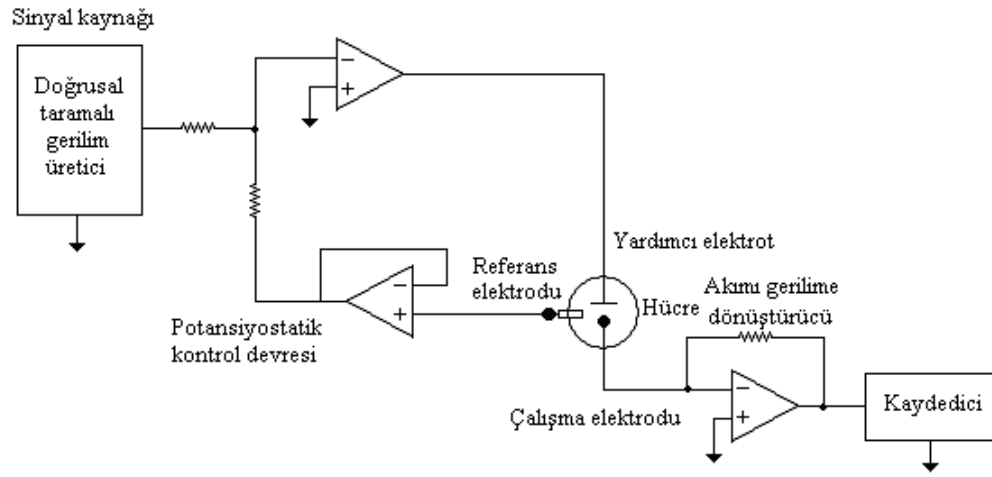 Sinyal kaynağı
Doğrusal
taramalı
gerilim
üretici
−
+
Yardımcı elektrot
Referans
elektrodu
−
+
Hücre
Akımı gerilime
dönüştürücü
Potansiyostatik
kontrol devresi
Çalışma elektrodu
−
+
Kaydedici